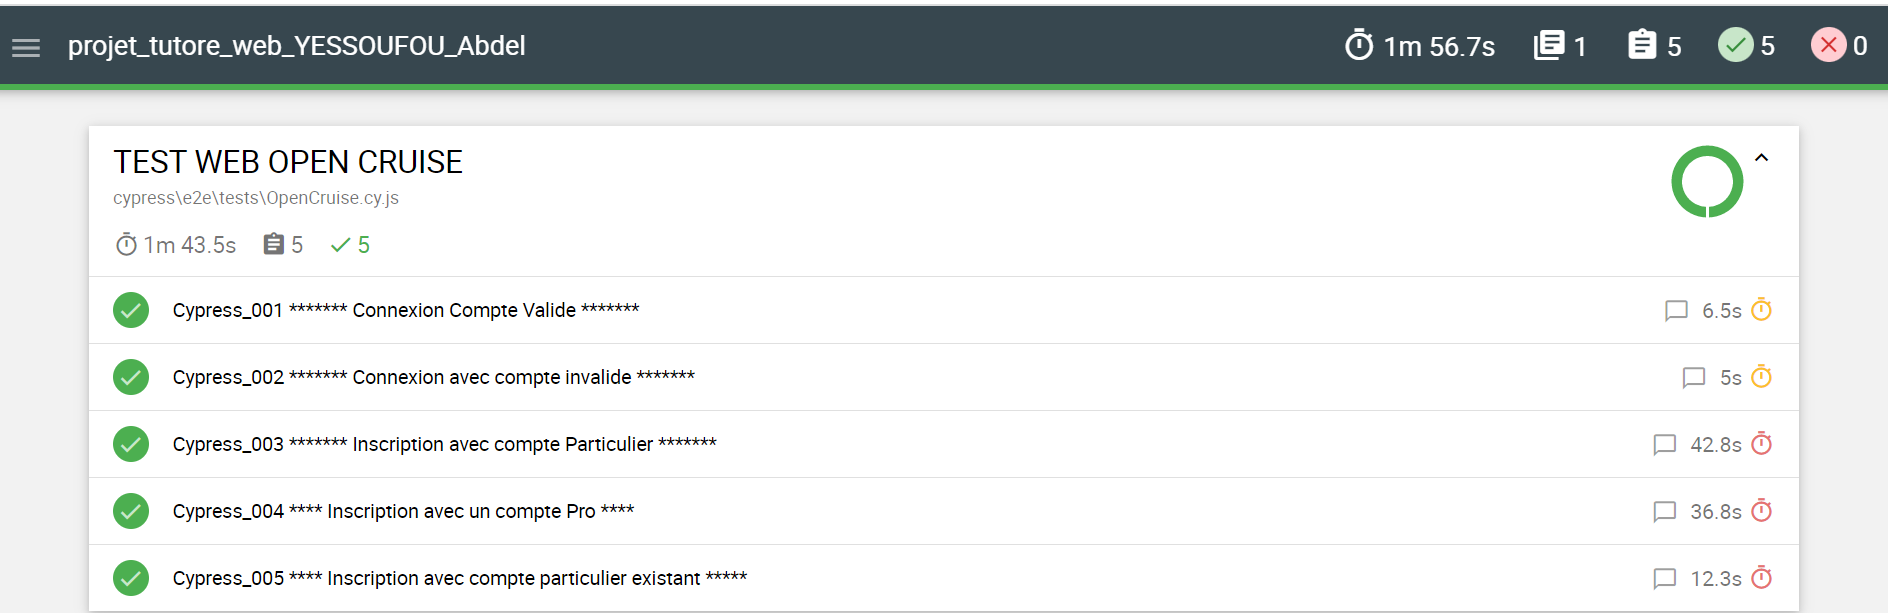 projet_tutore_web_YESSOUFOU_Abdel 1m 56.7s 1 5 5 0
TEST WEB OPEN CRUISE
cypress\e2e\tests\OpenCruise.cy.js
1m 43.5s 5 5
Cypress_001 ******* Connexion Compte Valide ******* 6.5s
Cypress_002 ******* Connexion avec compte invalide ******* 5s
Cypress_003 ******* Inscription avec compte Particulier ******* 42.8s
Cypress_004 **** Inscription avec un compte Pro **** 36.8s
Cypress_005 **** Inscription avec compte particulier existant ***** 12.3s